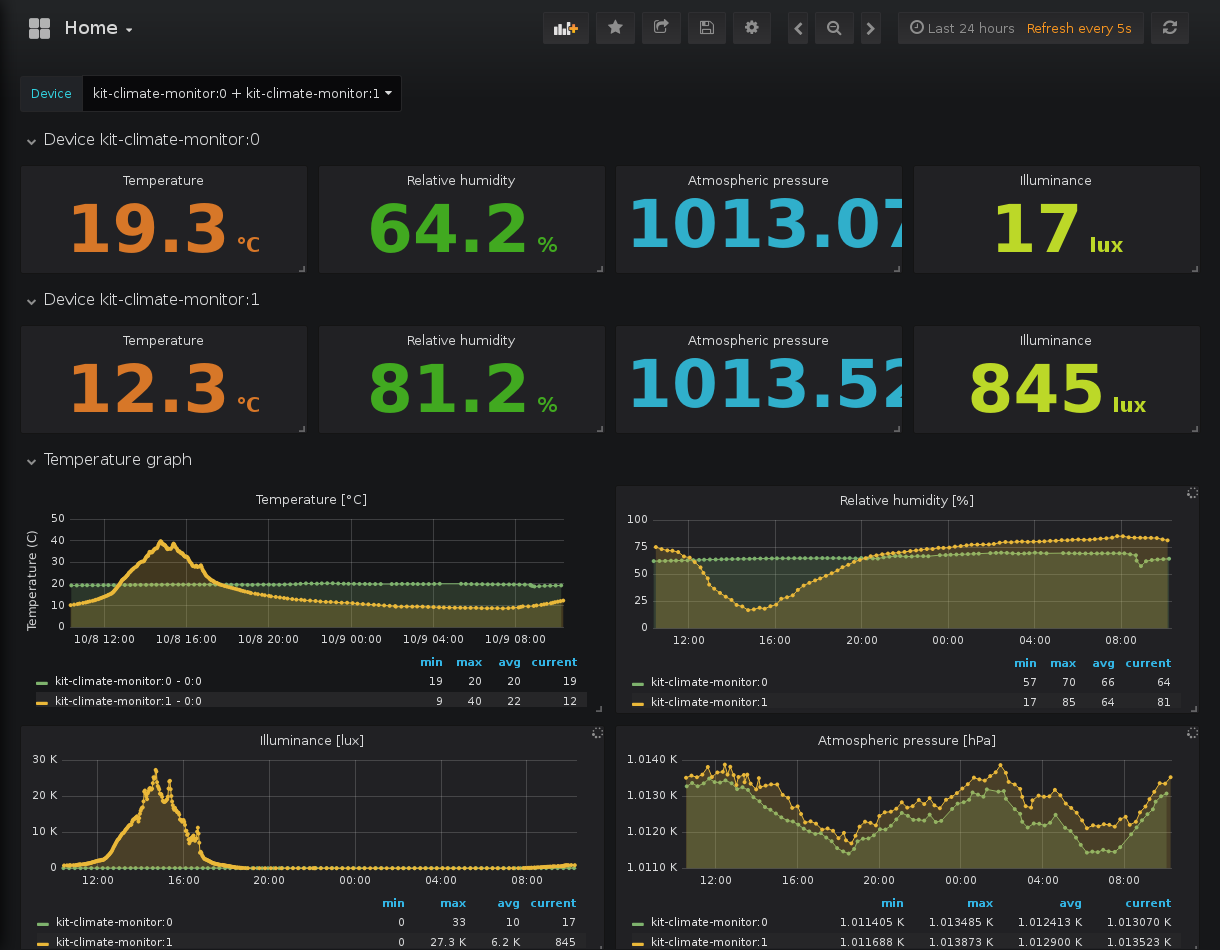 Home
Last 24 hours Refresh every 5s
Device kit-climate-monitor:0 + kit-climate-monitor:1
Device kit-climate-monitor:0
Temperature Relative humidity Atmospheric pressure Illuminance
19.3 °C 64.2 % 1013.07 17 lux
Device kit-climate-monitor:1
Temperature Relative humidity Atmospheric pressure Illuminance
12.3 °C 81.2 % 1013.52 845 lux
Temperature graph
Temperature [°C]
Temperature (C)
50
40
30
20
10
0
10/8 12:00 10/8 16:00 10/8 20:00 10/9 00:00 10/9 04:00 10/9 08:00
min max avg current
kit-climate-monitor:0 - 0:0 19 20 20 19
kit-climate-monitor:1 - 0:0 9 40 22 12
Relative humidity [%]
100
75
50
25
0
12:00 16:00 20:00 00:00 04:00 08:00
min max avg current
kit-climate-monitor:0 57 70 66 64
kit-climate-monitor:1 17 85 64 81
Illuminance [lux]
30 K
20 K
10 K
0
12:00 16:00 20:00 00:00 04:00 08:00
min max avg current
kit-climate-monitor:0 0 33 10 17
kit-climate-monitor:1 0 27.3 K 6.2 K 845
Atmospheric pressure [hPa]
1.0140 K
1.0130 K
1.0120 K
1.0110 K
12:00 16:00 20:00 00:00 04:00 08:00
min max avg current
kit-climate-monitor:0 1.011405 K 1.013485 K 1.012413 K 1.013070 K
kit-climate-monitor:1 1.011688 K 1.013873 K 1.012900 K 1.013523 K